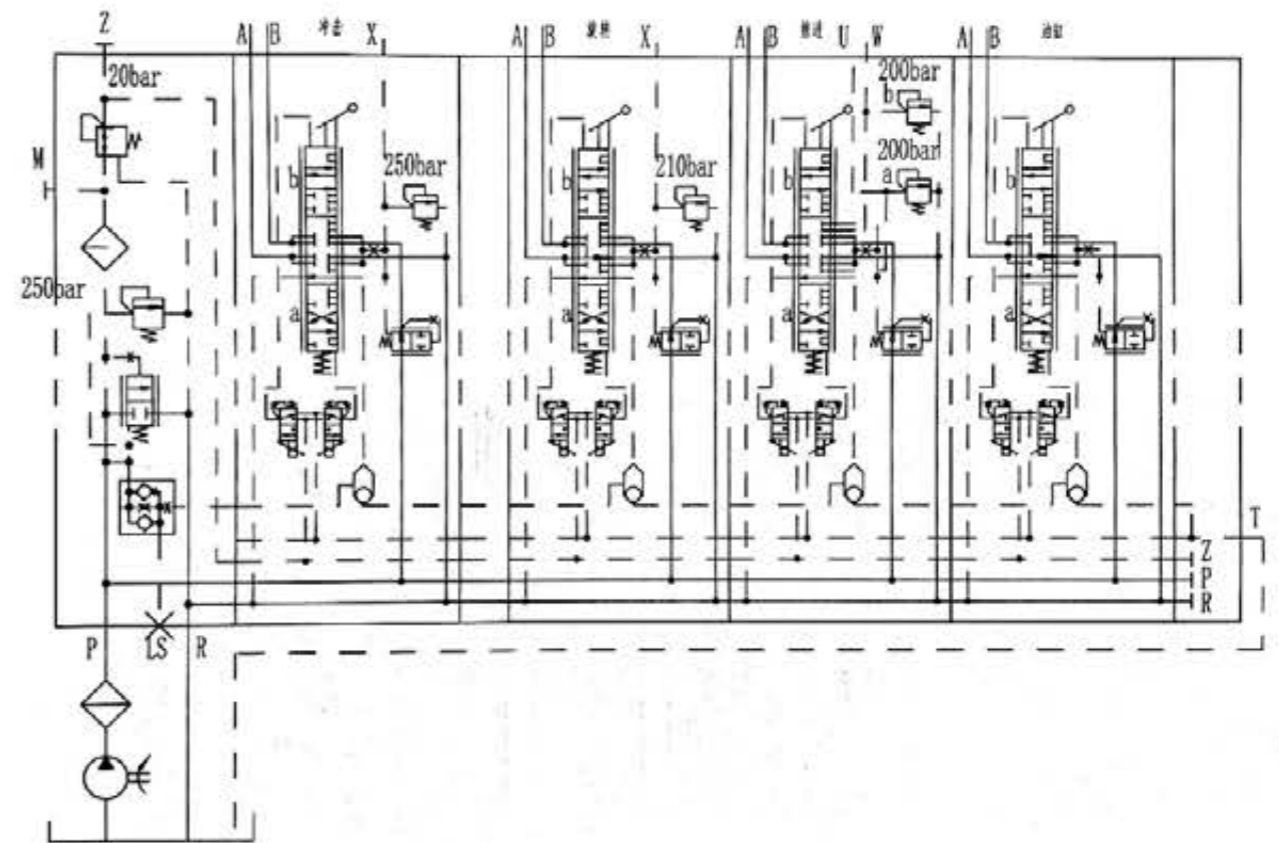 Z
A B 冲击 X
A B 旋转 X
A B 推进 U W
A B 油缸
20bar
M
250bar
250bar
210bar
200bar
b
200bar
a
b
b
b
b
a
a
a
a
T
Z
P
R
P LS R